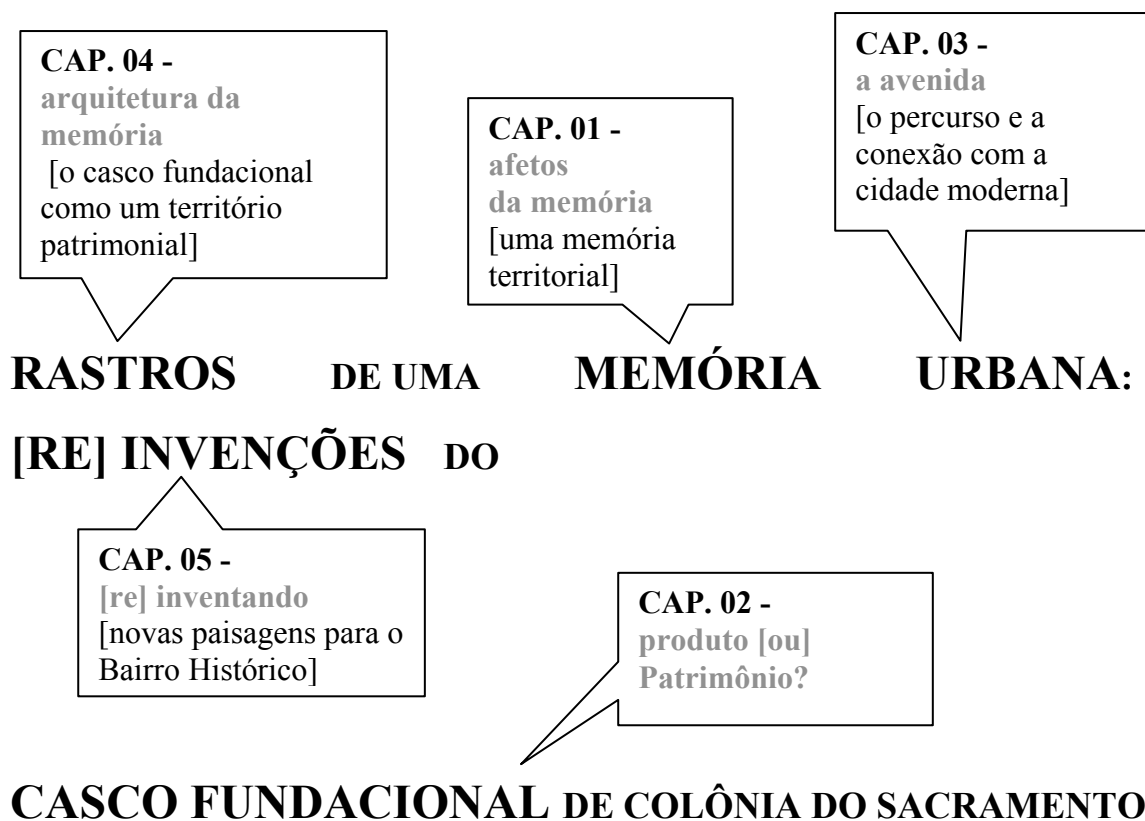 CAP. 04 -
arquitetura da
memória
[o casco fundacional
como um território
patrimonial]
CAP. 01 -
afetos
da memória
[uma memória
territorial]
CAP. 03 -
a avenida
[o percurso e a
conexão com a
cidade moderna]
RASTROS DE UMA MEMÓRIA URBANA:
[RE] INVENÇÕES DO
CAP. 05 -
[re] inventando
[novas paisagens para o
Bairro Histórico]
CAP. 02 -
produto [ou]
Patrimônio?
CASCO FUNDACIONAL DE COLÔNIA DO SACRAMENTO